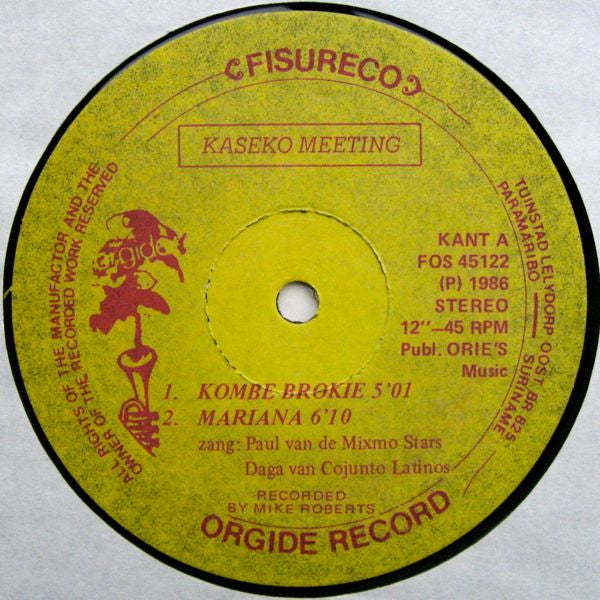 FISURECO
KASEKO MEETING
ALL RIGHTS OF THE MANUFACTOR AND THE
OWNER OF THE RECORDED WORK RESERVED
TUINSTAD LELYDORP OOST BR 825
PARAMARIBO — SURINAME
orgide
KANT A
FOS 45122
(P) 1986
STEREO
12''—45 RPM
Publ. ORIE'S
Music
1. KOMBE BRØKIE 5'01
2. MARIANA 6'10
zang: Paul van de Mixmo Stars
Daga van Cojunto Latinos
RECORDED
BY MIKE ROBERTS
ORGIDE RECORD